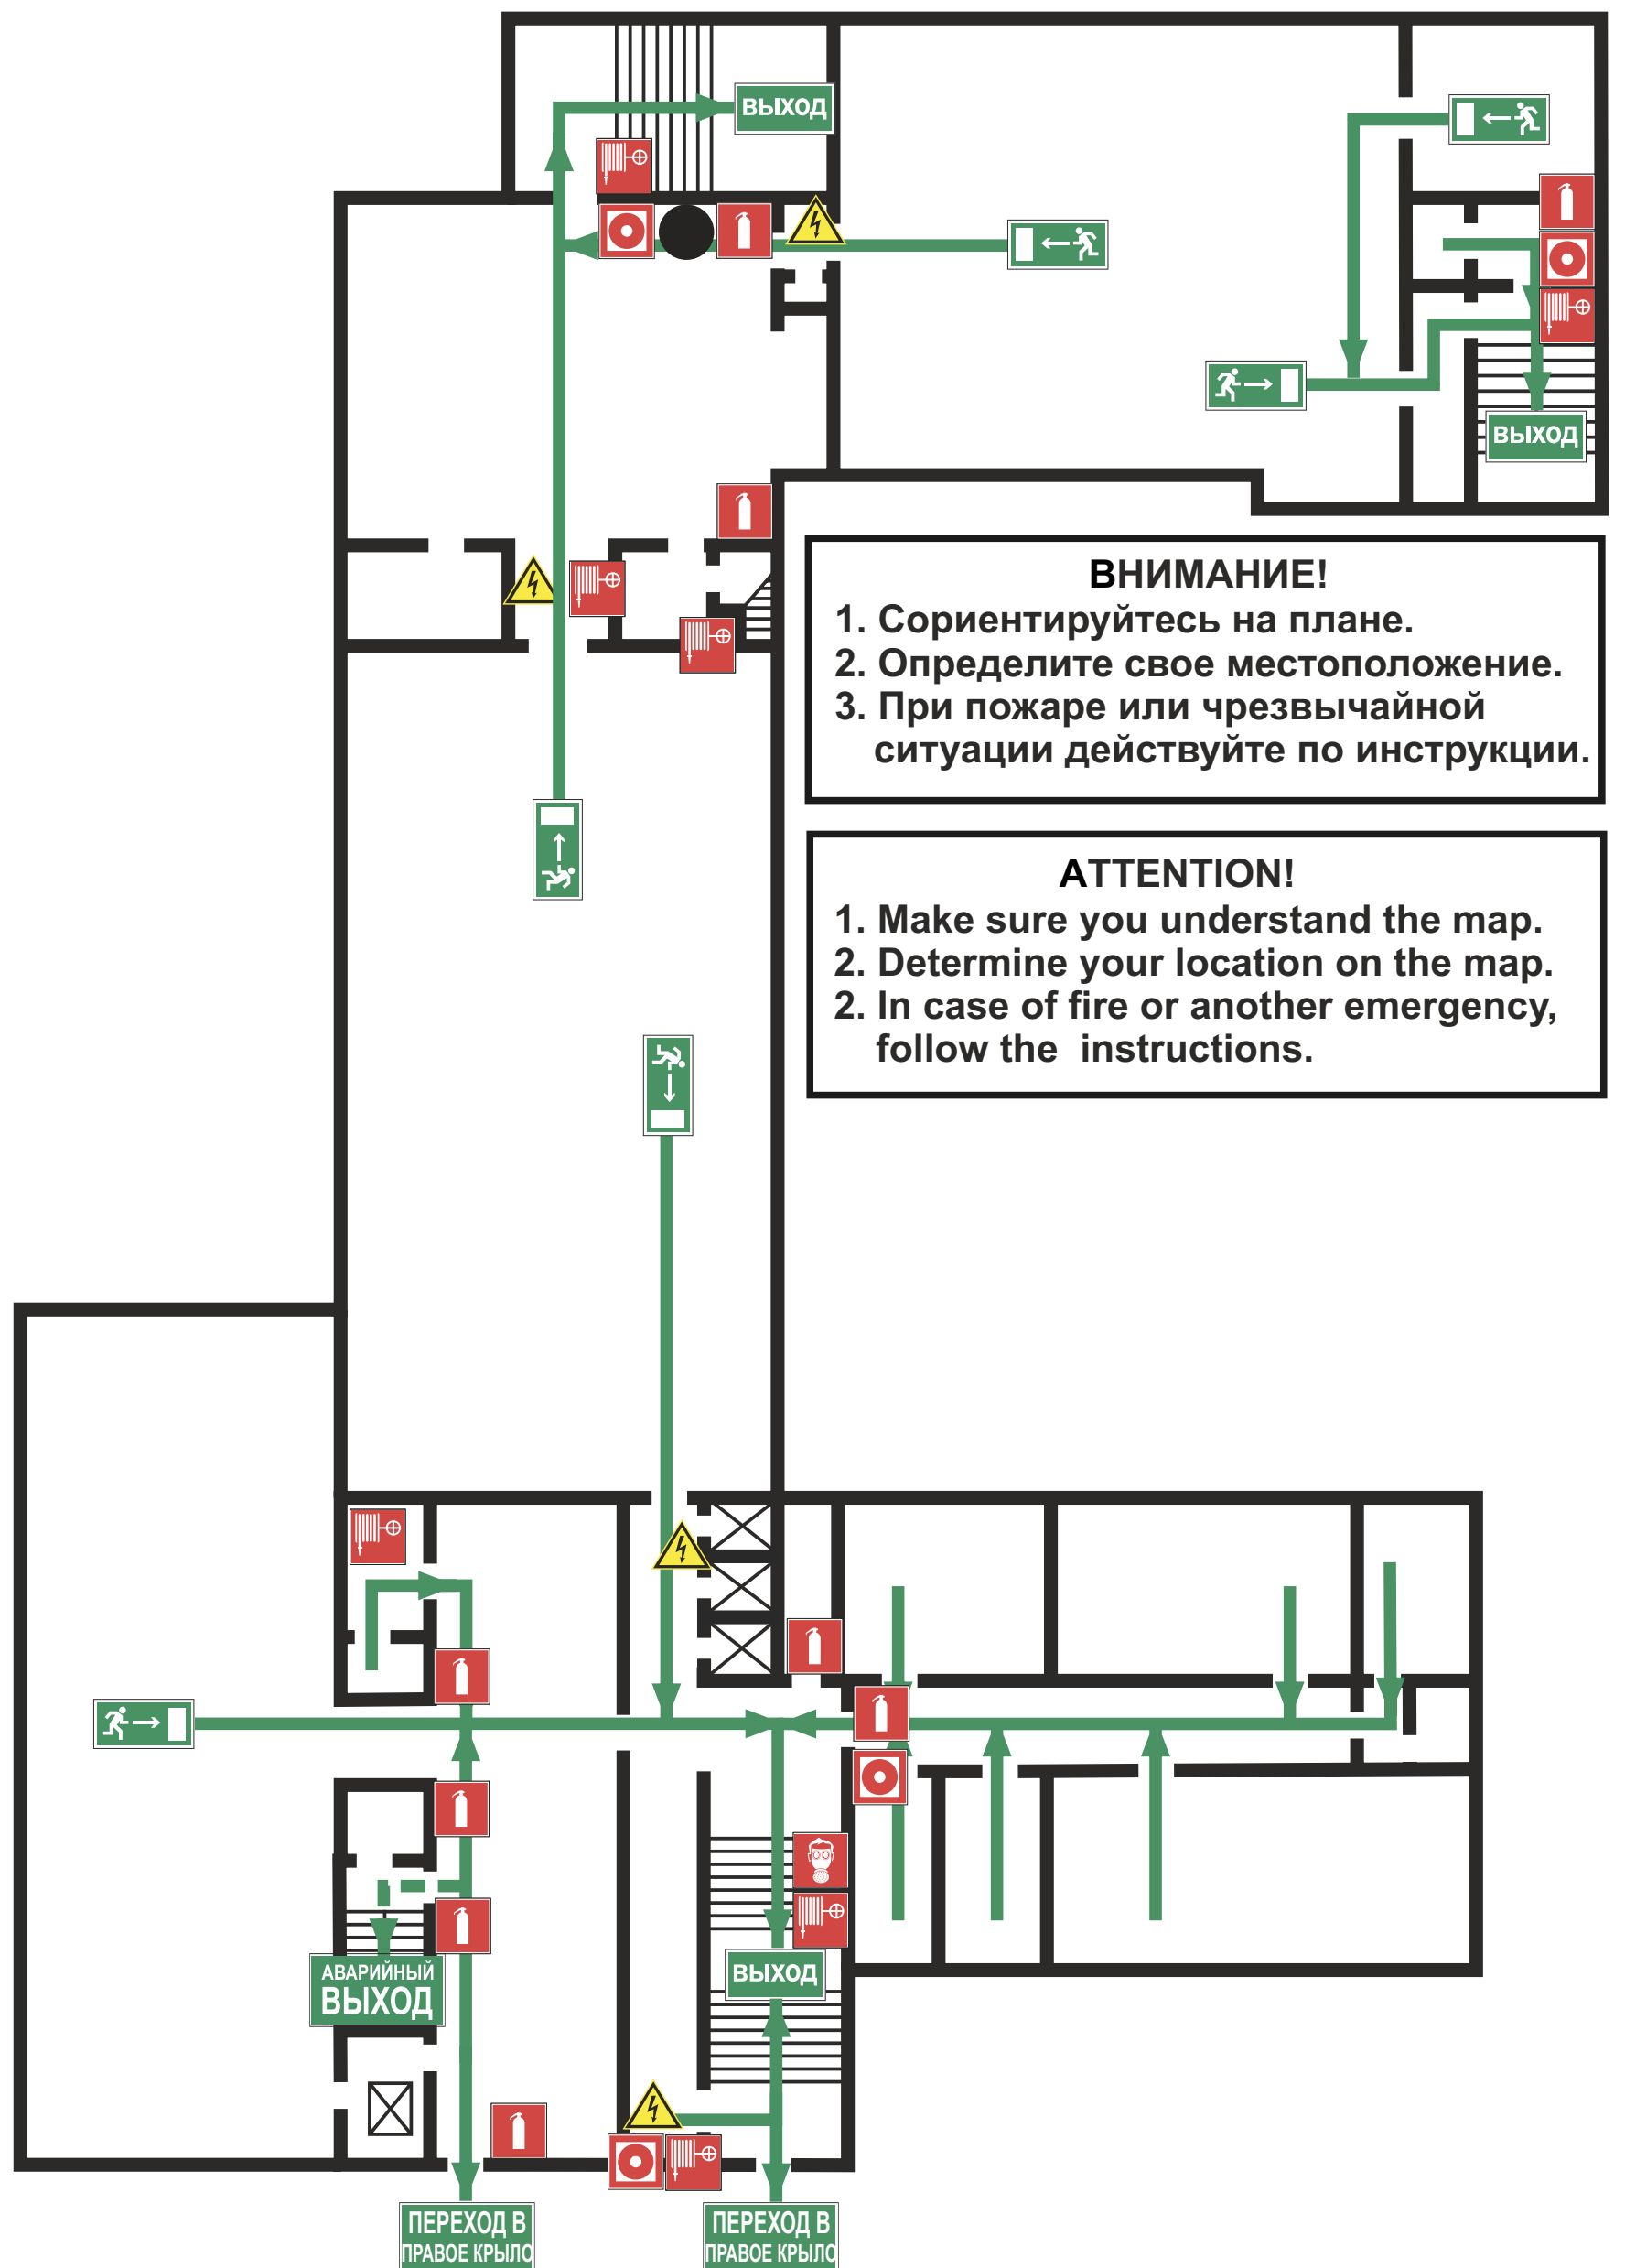 ВЫХОД
ВЫХОД
ВНИМАНИЕ!
1. Сориентируйтесь на плане.
2. Определите свое местоположение.
3. При пожаре или чрезвычайной
ситуации действуйте по инструкции.
ATTENTION!
1. Make sure you understand the map.
2. Determine your location on the map.
2. In case of fire or another emergency,
follow the instructions.
АВАРИЙНЫЙ
ВЫХОД
ВЫХОД
ПЕРЕХОД В
ПРАВОЕ КРЫЛО
ПЕРЕХОД В
ПРАВОЕ КРЫЛО